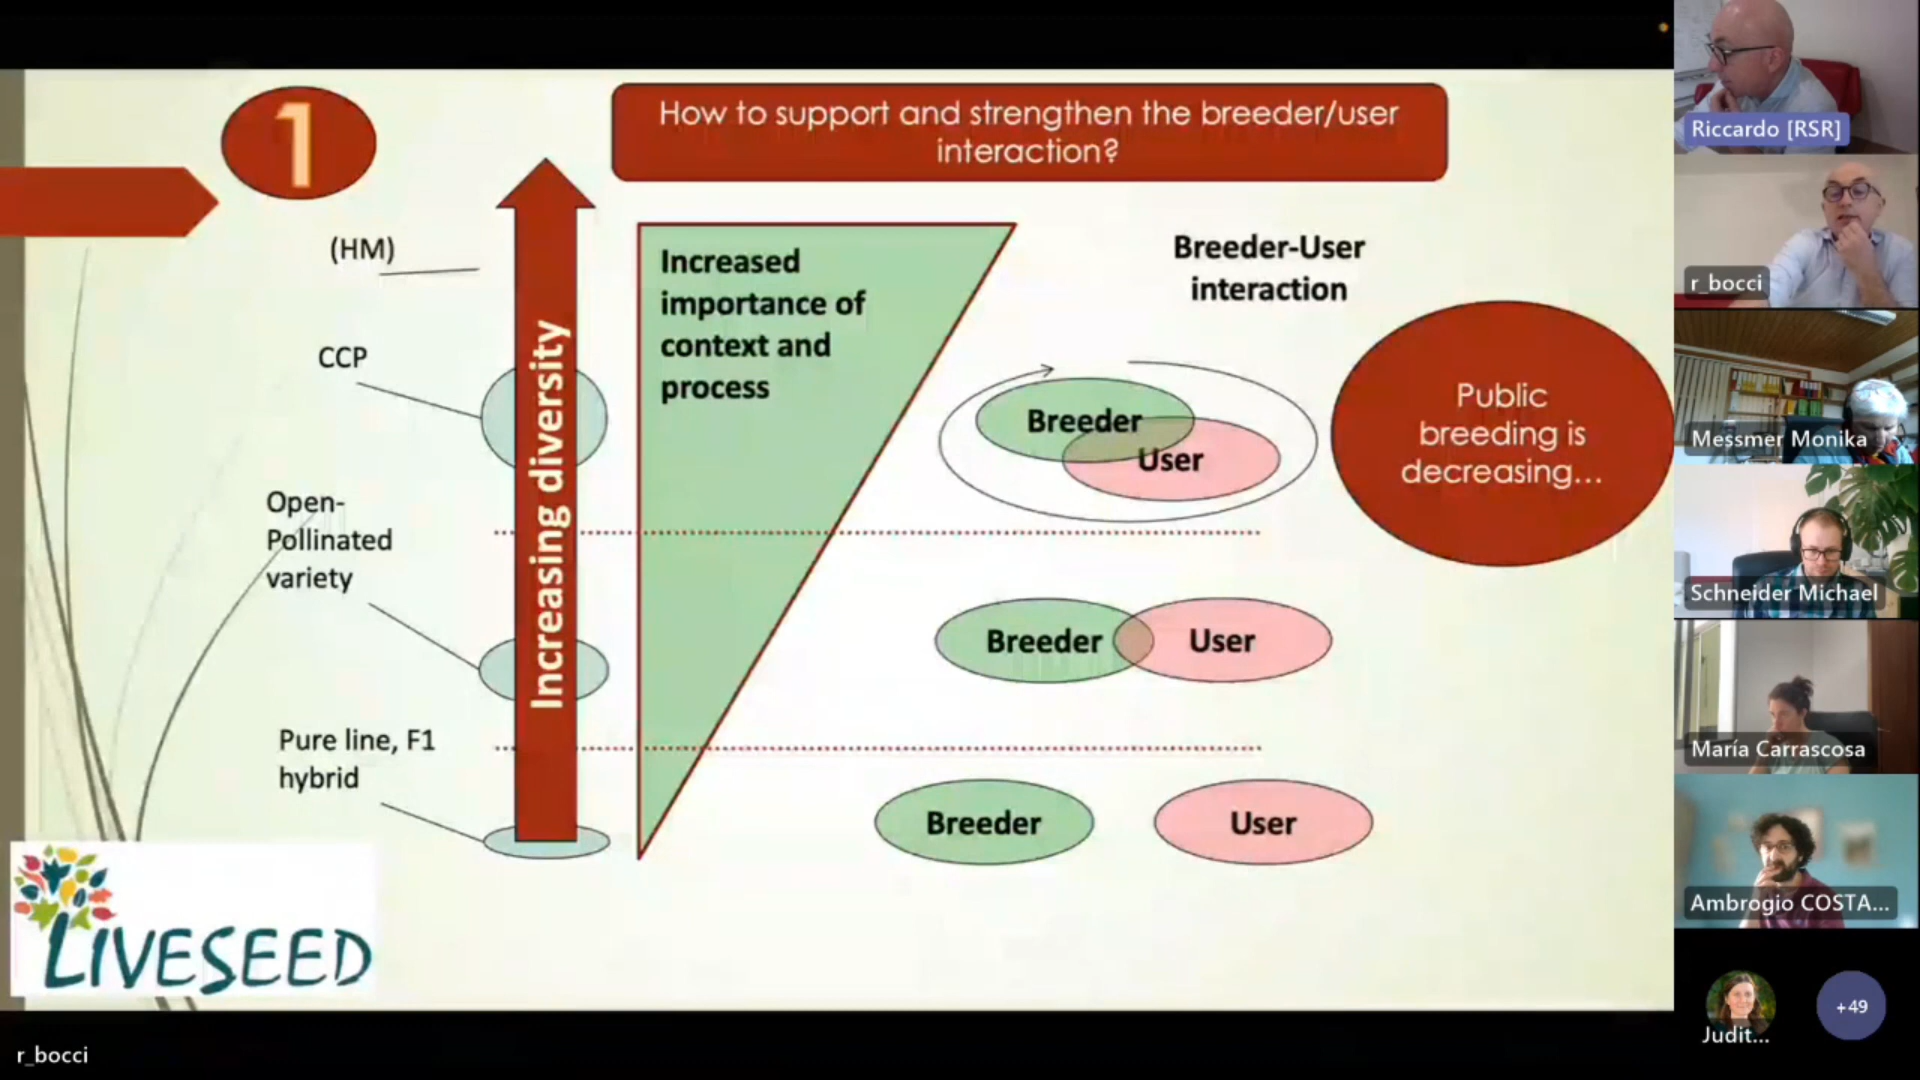 1
How to support and strengthen the breeder/user
interaction?
(HM)
CCP
Open-
Pollinated
variety
Pure line, F1
hybrid
Increasing diversity
Increased
importance of
context and
process
Breeder-User
interaction
Breeder
User
Breeder
User
Breeder
User
Public
breeding is
decreasing...
LIVESEED
r_bocci
Riccardo [RSR]
r_bocci
Messmer Monika
Schneider Michael
María Carrascosa
Ambrogio COSTA...
Judit...
+49